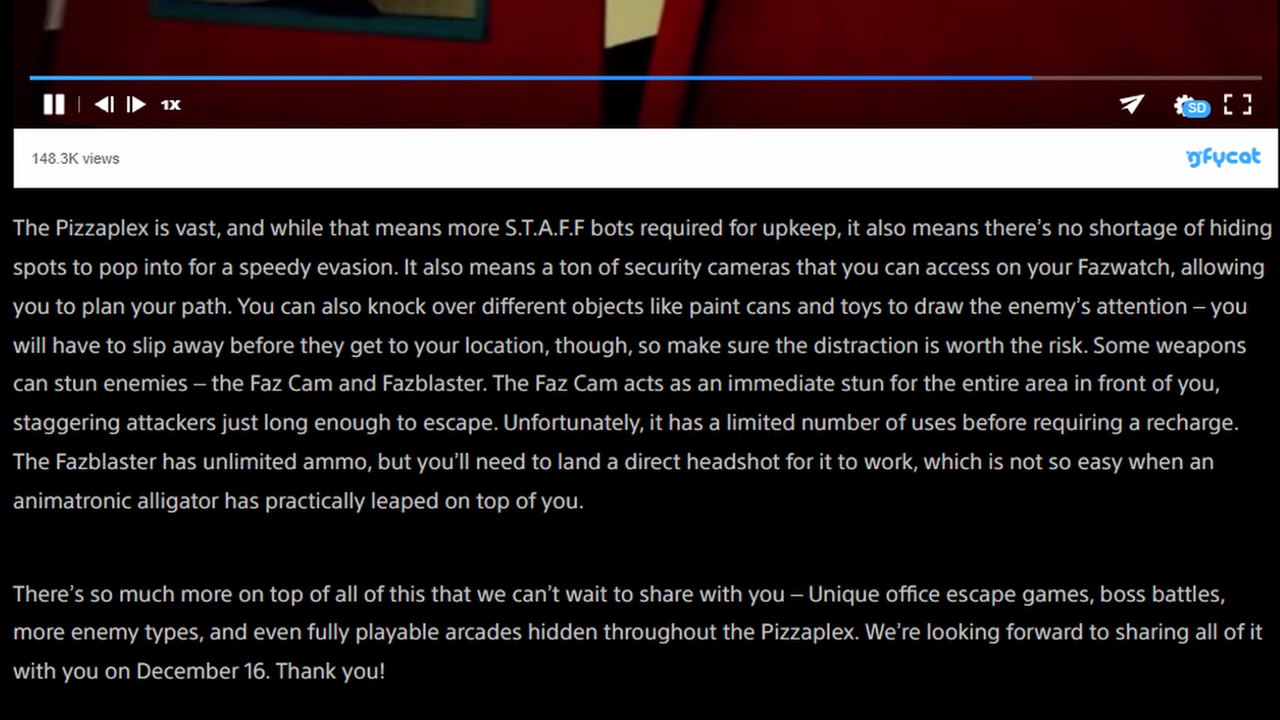 1X
SD
148.3K views
gfycat
The Pizzaplex is vast, and while that means more S.T.A.F.F bots required for upkeep, it also means there’s no shortage of hiding
spots to pop into for a speedy evasion. It also means a ton of security cameras that you can access on your Fazwatch, allowing
you to plan your path. You can also knock over different objects like paint cans and toys to draw the enemy’s attention – you
will have to slip away before they get to your location, though, so make sure the distraction is worth the risk. Some weapons
can stun enemies – the Faz Cam and Fazblaster. The Faz Cam acts as an immediate stun for the entire area in front of you,
staggering attackers just long enough to escape. Unfortunately, it has a limited number of uses before requiring a recharge.
The Fazblaster has unlimited ammo, but you’ll need to land a direct headshot for it to work, which is not so easy when an
animatronic alligator has practically leaped on top of you.
There’s so much more on top of all of this that we can’t wait to share with you – Unique office escape games, boss battles,
more enemy types, and even fully playable arcades hidden throughout the Pizzaplex. We’re looking forward to sharing all of it
with you on December 16. Thank you!